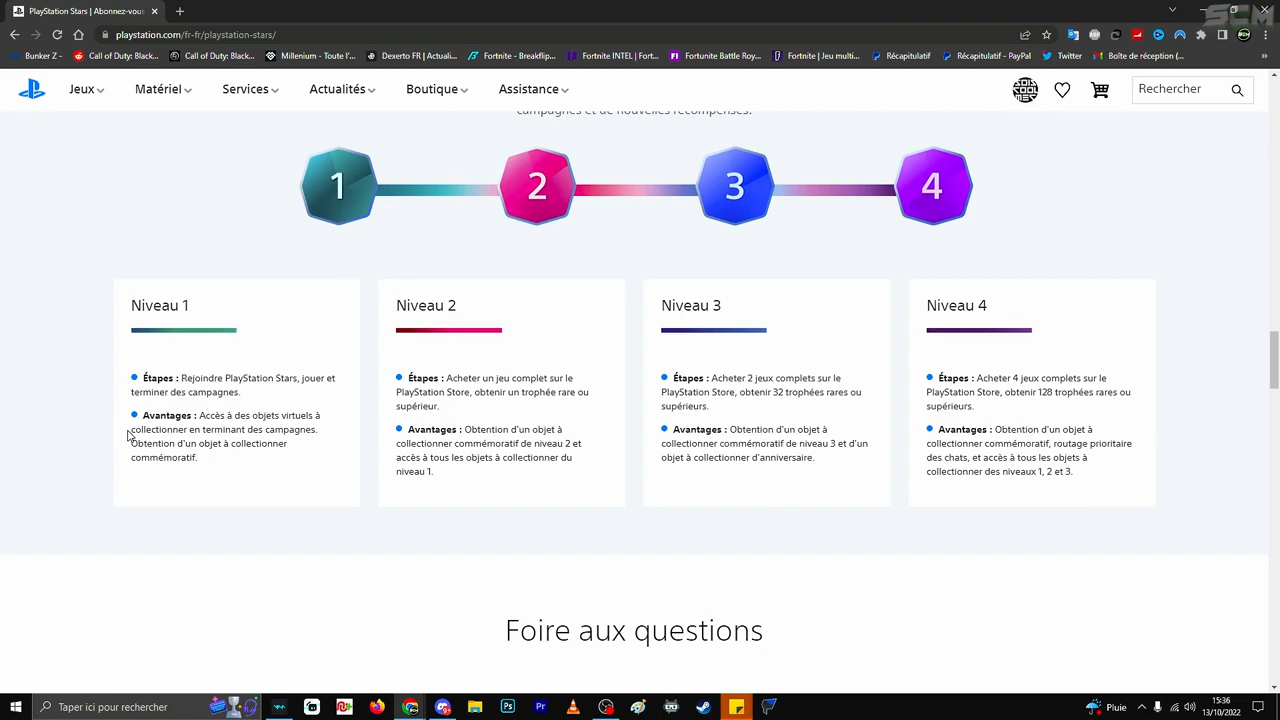 PlayStation Stars | Abonnez-vous
SCM
playstation.com/fr-fr/playstation-stars/
Bunker Z -
Call of Duty: Black...
Call of Duty: Black...
Millenium - Toute l'...
Dexerto FR | Actuali...
Fortnite - Breakflip...
Fortnite INTEL | Fort...
Fortunite Battle Roy...
Fortnite | Jeu multi...
Récapitulatif
Récapitulatif - PayPal
Twitter
Boîte de réception (...
Jeux
Matériel
Services
Actualités
Boutique
Assistance
Rechercher
campagnes et de nouvelles récompenses.
1
2
3
4
Niveau 1
Étapes : Rejoindre PlayStation Stars, jouer et
terminer des campagnes.
Avantages : Accès à des objets virtuels à
collectionner en terminant des campagnes.
Obtention d'un objet à collectionner
commémoratif.
Niveau 2
Étapes : Acheter un jeu complet sur le
PlayStation Store, obtenir un trophée rare ou
supérieur.
Avantages : Obtention d'un objet à
collectionner commémoratif de niveau 2 et
accès à tous les objets à collectionner du
niveau 1.
Niveau 3
Étapes : Acheter 2 jeux complets sur le
PlayStation Store, obtenir 32 trophées rares ou
supérieurs.
Avantages : Obtention d'un objet à
collectionner commémoratif de niveau 3 et d'un
objet à collectionner d'anniversaire.
Niveau 4
Étapes : Acheter 4 jeux complets sur le
PlayStation Store, obtenir 128 trophées rares ou
supérieurs.
Avantages : Obtention d'un objet à
collectionner commémoratif, routage prioritaire
des chats, et accès à tous les objets à
collectionner des niveaux 1, 2 et 3.
Foire aux questions
Taper ici pour rechercher
Pluie
15:36
13/10/2022